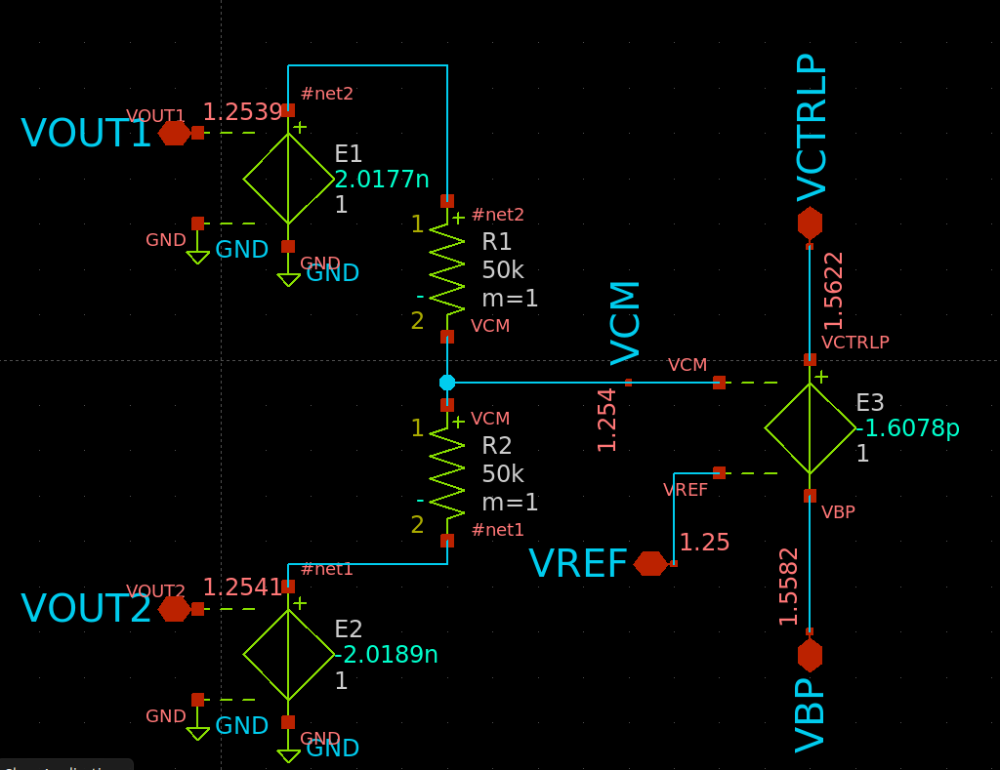 VCTRLP
#net2
VOUT1
1.2539
VOUT1
+
E1
2.0177n
1
GND
GND
GND
GND
#net2
1
+
R1
50k
-
m=1
2
VCM
1.5622
VCTRLP
VCM
VCM
1.254
+
E3
-1.6078p
1
VCM
1
+
R2
50k
-
m=1
2
#net1
VREF
VBP
1.25
VREF
1.5582
#net1
VOUT2
1.2541
VOUT2
+
E2
-2.0189n
1
GND
GND
GND
GND
VBP